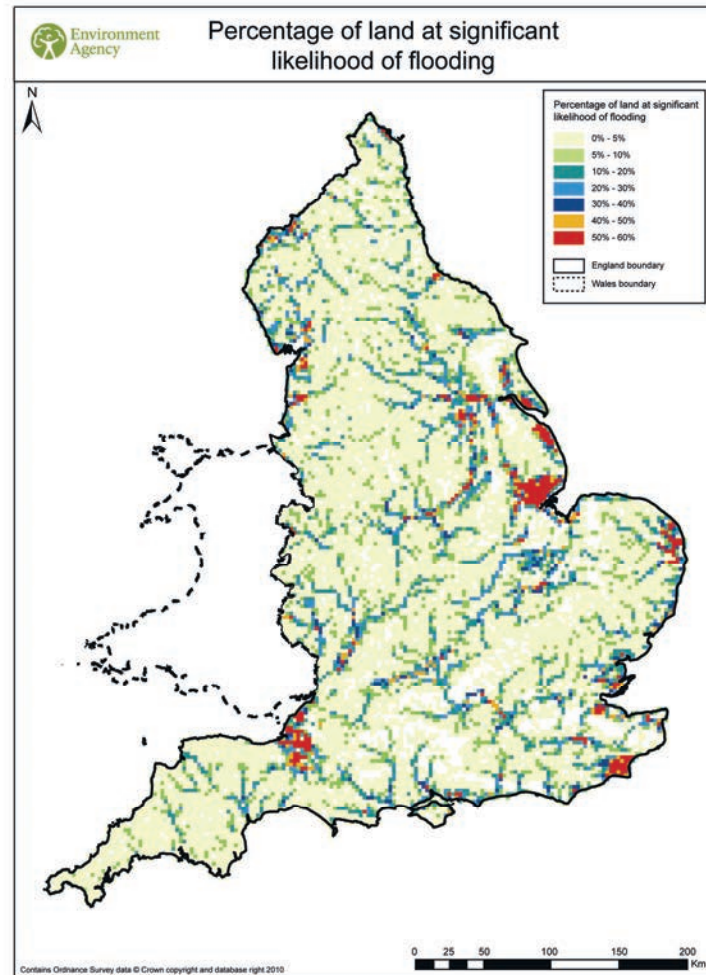 Environment
Agency
Percentage of land at significant
likelihood of flooding
N
Percentage of land at significant
likelihood of flooding
0% - 5%
5% - 10%
10% - 20%
20% - 30%
30% - 40%
40% - 50%
50% - 60%
England boundary
Wales boundary
0 25 50 100 150 200
Km
Contains Ordnance Survey data © Crown copyright and database right 2010